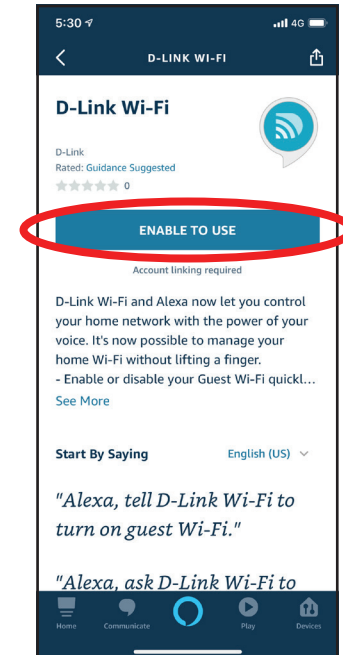 5:30
4G
D-LINK WI-FI
D-Link Wi-Fi
D-Link
Rated: Guidance Suggested
0
ENABLE TO USE
Account linking required
D-Link Wi-Fi and Alexa now let you control
your home network with the power of your
voice. It's now possible to manage your
home Wi-Fi without lifting a finger.
- Enable or disable your Guest Wi-Fi quickl...
See More
Start By Saying
English (US)
"Alexa, tell D-Link Wi-Fi to
turn on guest Wi-Fi."
"Alexa, ask D-Link Wi-Fi to
Home Communicate Play Devices